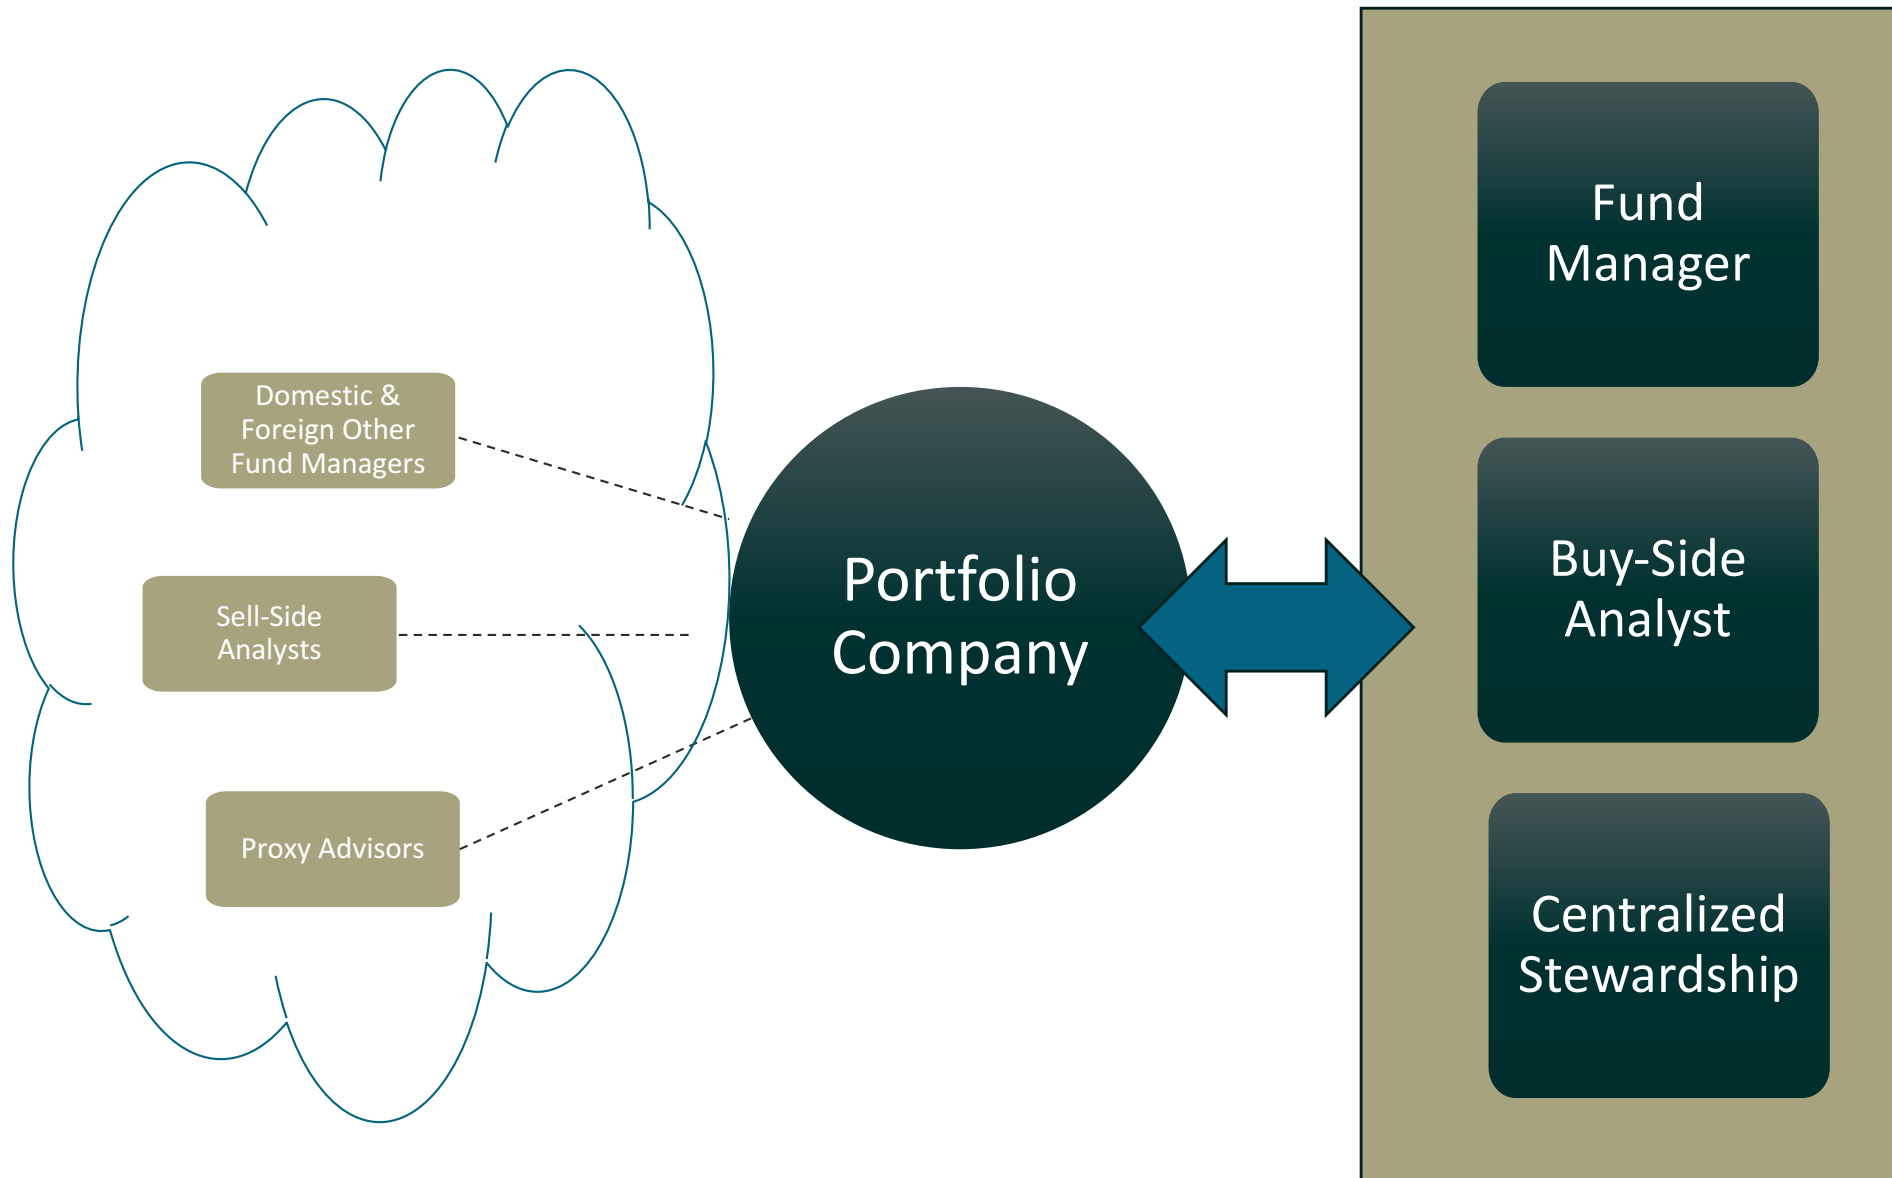 Domestic &
Foreign Other
Fund Managers
Sell-Side
Analysts
Proxy Advisors
Portfolio
Company
Fund
Manager
Buy-Side
Analyst
Centralized
Stewardship